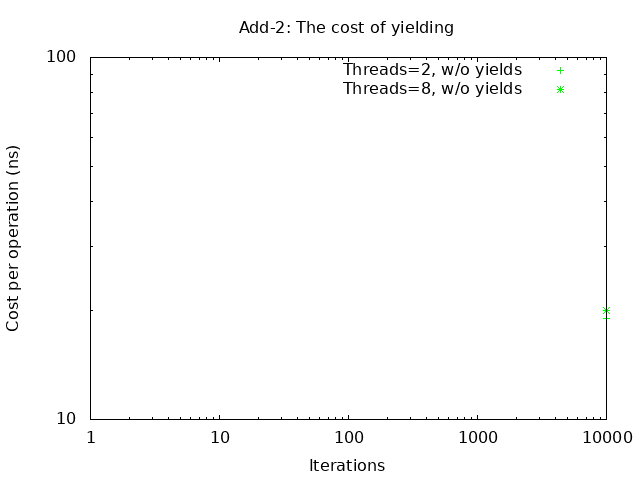 Add-2: The cost of yielding
100
Threads=2, w/o yields
Threads=8, w/o yields
Cost per operation (ns)
10
1 10 100 1000 10000
Iterations